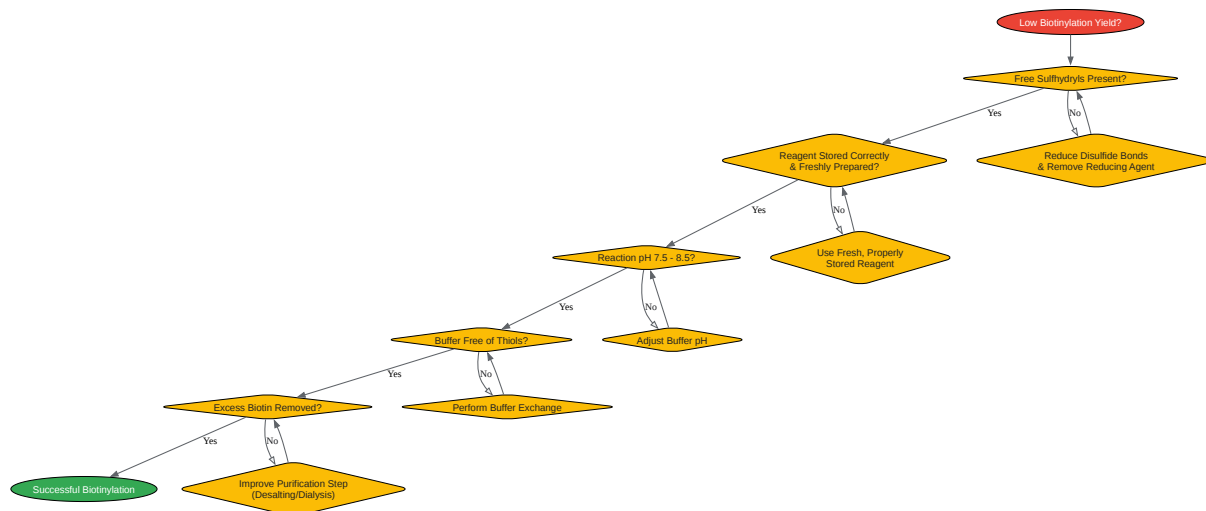 Low Biotinylation Yield?
Free Sulfhydryls Present?
Yes
No
Reagent Stored Correctly
& Freshly Prepared?
Reduce Disulfide Bonds
& Remove Reducing Agent
Yes
No
Reaction pH 7.5 - 8.5?
Use Fresh, Properly
Stored Reagent
Yes
No
Buffer Free of Thiols?
Adjust Buffer pH
Yes
No
Excess Biotin Removed?
Perform Buffer Exchange
Yes
No
Successful Biotinylation
Improve Purification Step
(Desalting/Dialysis)